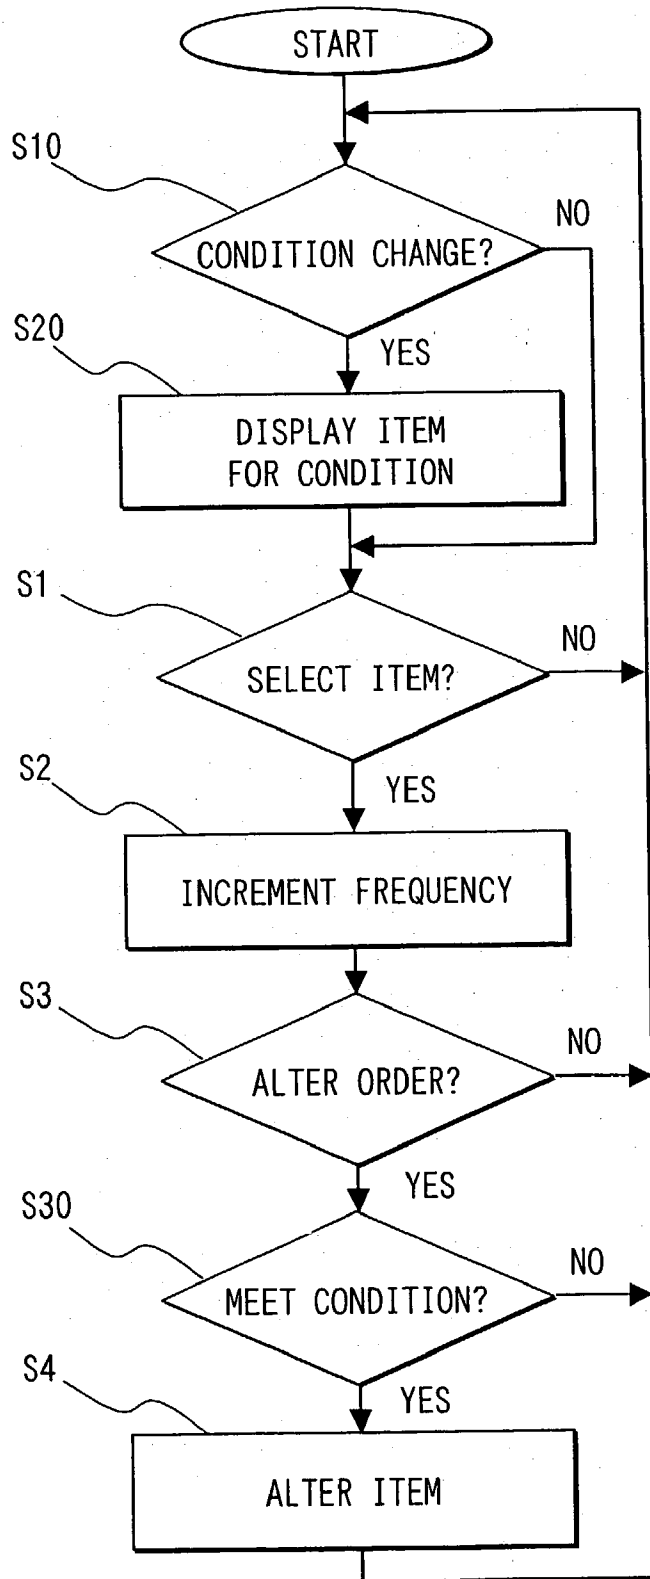 START
S10
NO
CONDITION CHANGE?
S20
YES
DISPLAY ITEM
FOR CONDITION
S1
NO
SELECT ITEM?
S2
YES
INCREMENT FREQUENCY
S3
NO
ALTER ORDER?
YES
S30
NO
MEET CONDITION?
S4
YES
ALTER ITEM